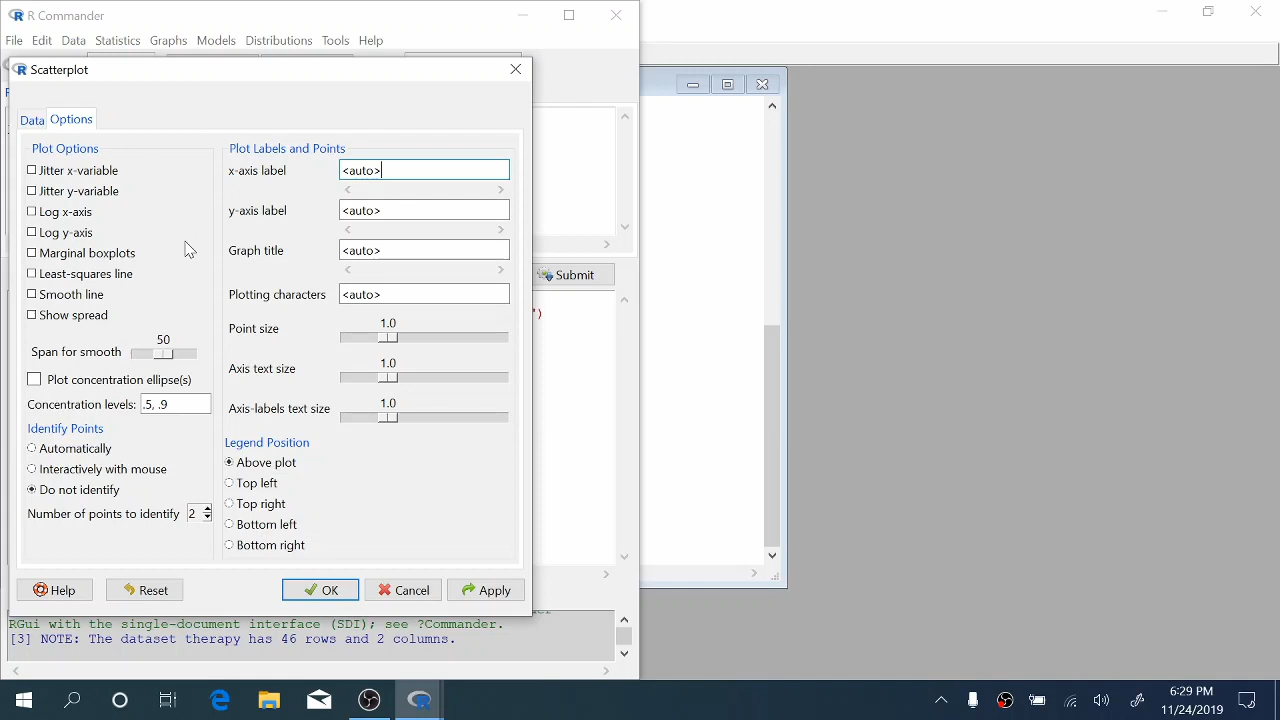 R Commander
File Edit Data Statistics Graphs Models Distributions Tools Help
Scatterplot
Data Options
Plot Options
Jitter x-variable
Jitter y-variable
Log x-axis
Log y-axis
Marginal boxplots
Least-squares line
Smooth line
Show spread
50
Span for smooth
Plot concentration ellipse(s)
Concentration levels: .5, .9
Identify Points
Automatically
Interactively with mouse
Do not identify
Number of points to identify 2
Plot Labels and Points
x-axis label <auto>
y-axis label <auto>
Graph title <auto>
Plotting characters <auto>
1.0
Point size
1.0
Axis text size
1.0
Axis-labels text size
Legend Position
Above plot
Top left
Top right
Bottom left
Bottom right
Help Reset OK Cancel Apply
Submit
")
RGui with the single-document interface (SDI); see ?Commander.
[3] NOTE: The dataset therapy has 46 rows and 2 columns.
6:29 PM
11/24/2019